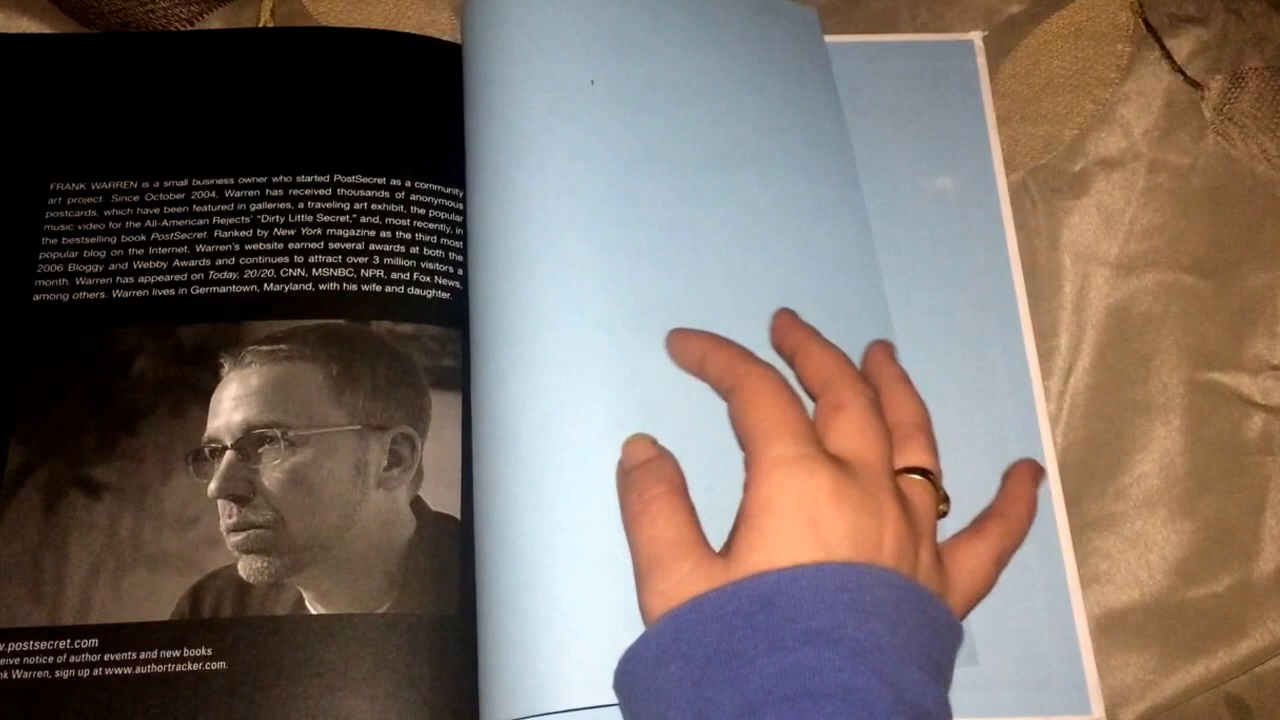 FRANK WARREN is a small business owner who started PostSecret as a community
art project. Since October 2004, Warren has received thousands of anonymous
postcards, which have been featured in galleries, a traveling art exhibit, the popular
music video for the All-American Rejects' “Dirty Little Secret,” and, most recently, in
the bestselling book PostSecret. Ranked by New York magazine as the third most
popular blog on the Internet, Warren's website earned several awards at both the
2006 Bloggy and Webby Awards and continues to attract over 3 million visitors a
month. Warren has appeared on Today, 20/20, CNN, MSNBC, NPR, and Fox News,
among others. Warren lives in Germantown, Maryland, with his wife and daughter.
.postsecret.com
notice of author events and new books
Warren, sign up at www.authortracker.com.